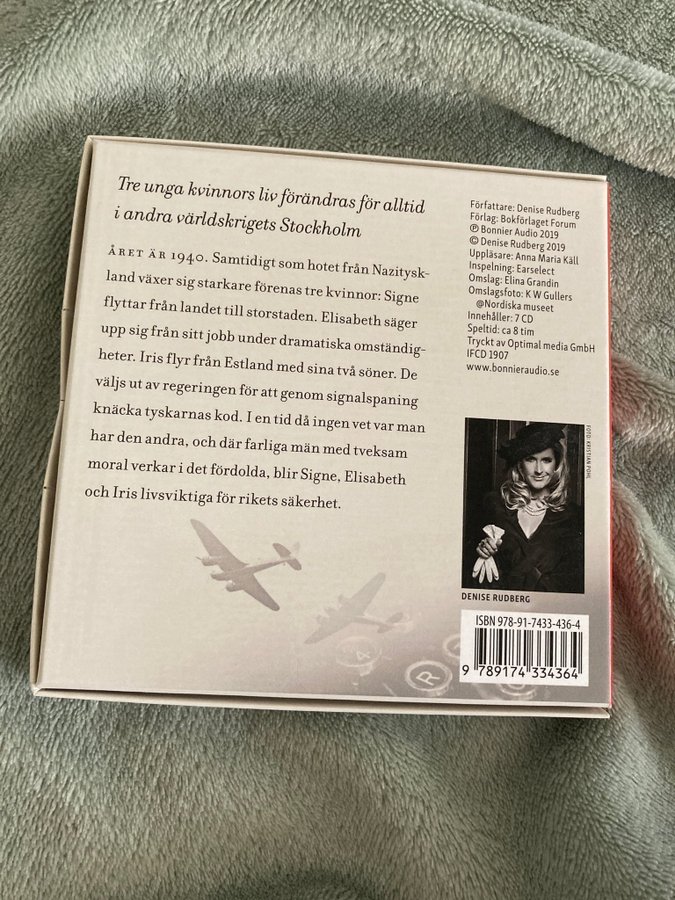 Tre unga kvinnors liv förändras för alltid
i andra världskrigets Stockholm
ÅRET ÄR 1940. Samtidigt som hotet från Nazitysk-
land växer sig starkare förenas tre kvinnor: Signe
flyttar från landet till storstaden. Elisabeth säger
upp sig från sitt jobb under dramatiska omständig-
heter. Iris flyr från Estland med sina två söner. De
väljs ut av regeringen för att genom signalspaning
knäcka tyskarnas kod. I en tid då ingen vet var man
har den andra, och där farliga män med tveksam
moral verkar i det fördolda, blir Signe, Elisabeth
och Iris livsviktiga för rikets säkerhet.
Författare: Denise Rudberg
Förlag: Bokförlaget Forum
℗ Bonnier Audio 2019
© Denise Rudberg 2019
Uppläsare: Anna Maria Käll
Inspelning: Earselect
Omslag: Elina Grandin
Omslagsfoto: K W Gullers
@Nordiska museet
Innehåller: 7 CD
Speltid: ca 8 tim
Tryckt av Optimal media GmbH
IFCD 1907
www.bonnieraudio.se
FOTO: KRISTIAN POHL
DENISE RUDBERG
ISBN 978-91-7433-436-4
9 789174 334364
4
R